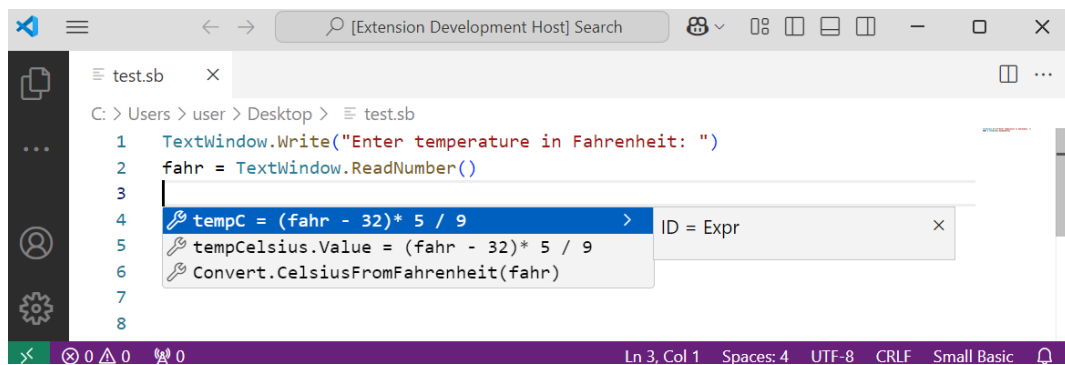 [Extension Development Host] Search
test.sb
C: > Users > user > Desktop > test.sb
1 TextWindow.Write("Enter temperature in Fahrenheit: ")
2 fahr = TextWindow.ReadNumber()
3
4 tempC = (fahr - 32)* 5 / 9 > ID = Expr
5 tempCelsius.Value = (fahr - 32)* 5 / 9
6 Convert.CelsiusFromFahrenheit(fahr)
7
8
0 0 0 Ln 3, Col 1 Spaces: 4 UTF-8 CRLF Small Basic